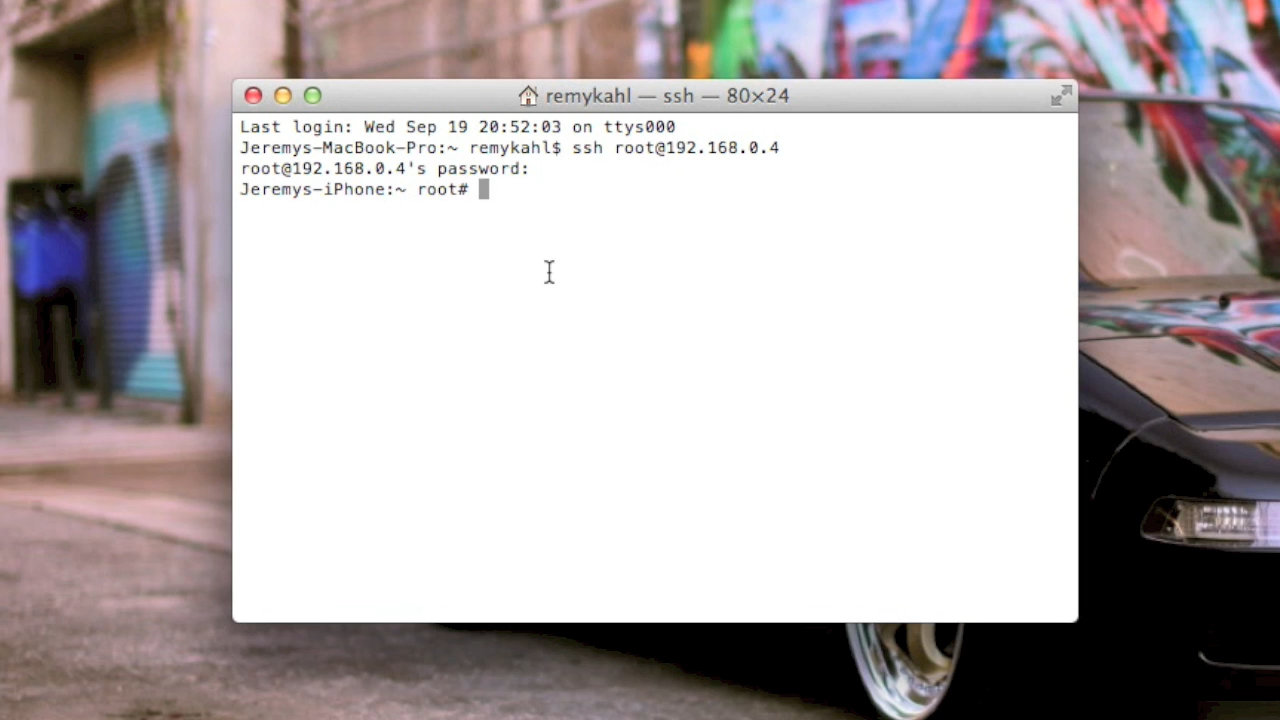 remykahl — ssh — 80×24
Last login: Wed Sep 19 20:52:03 on ttys000
Jeremys-MacBook-Pro:~ remykahl$ ssh root@192.168.0.4
root@192.168.0.4's password:
Jeremys-iPhone:~ root#